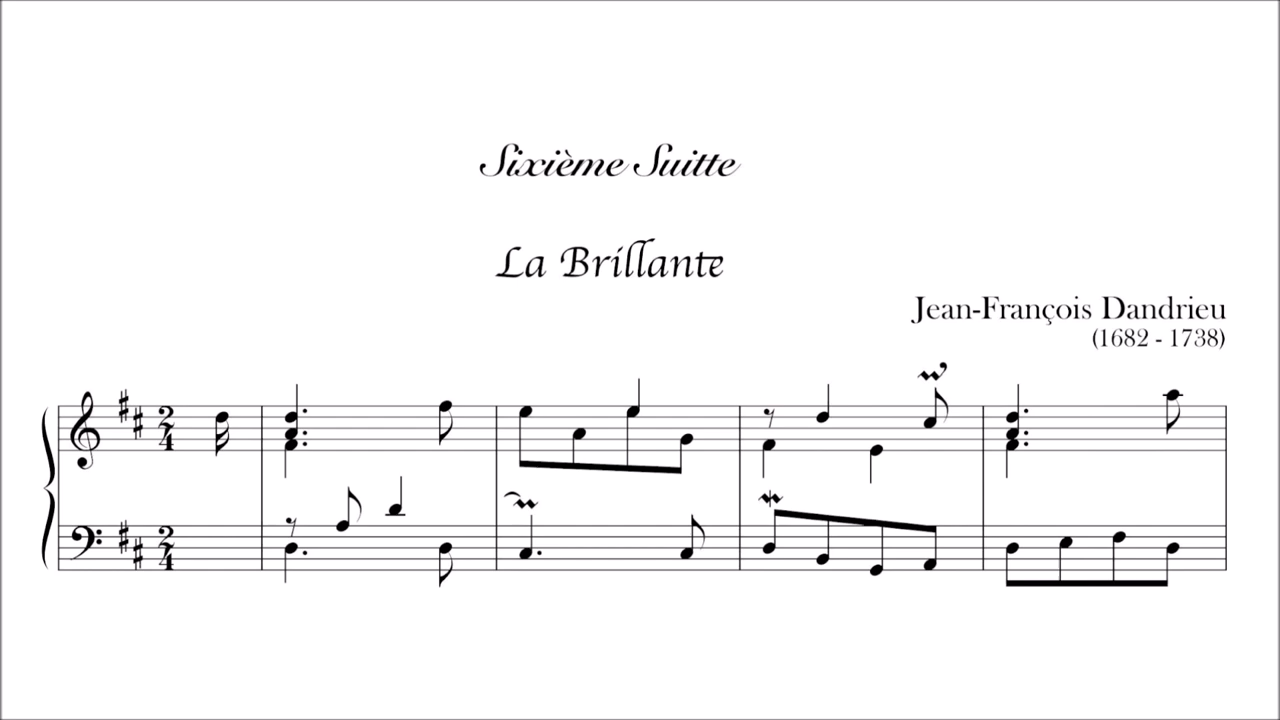 Sixième Suitte
La Brillante
Jean-François Dandrieu
(1682 - 1738)